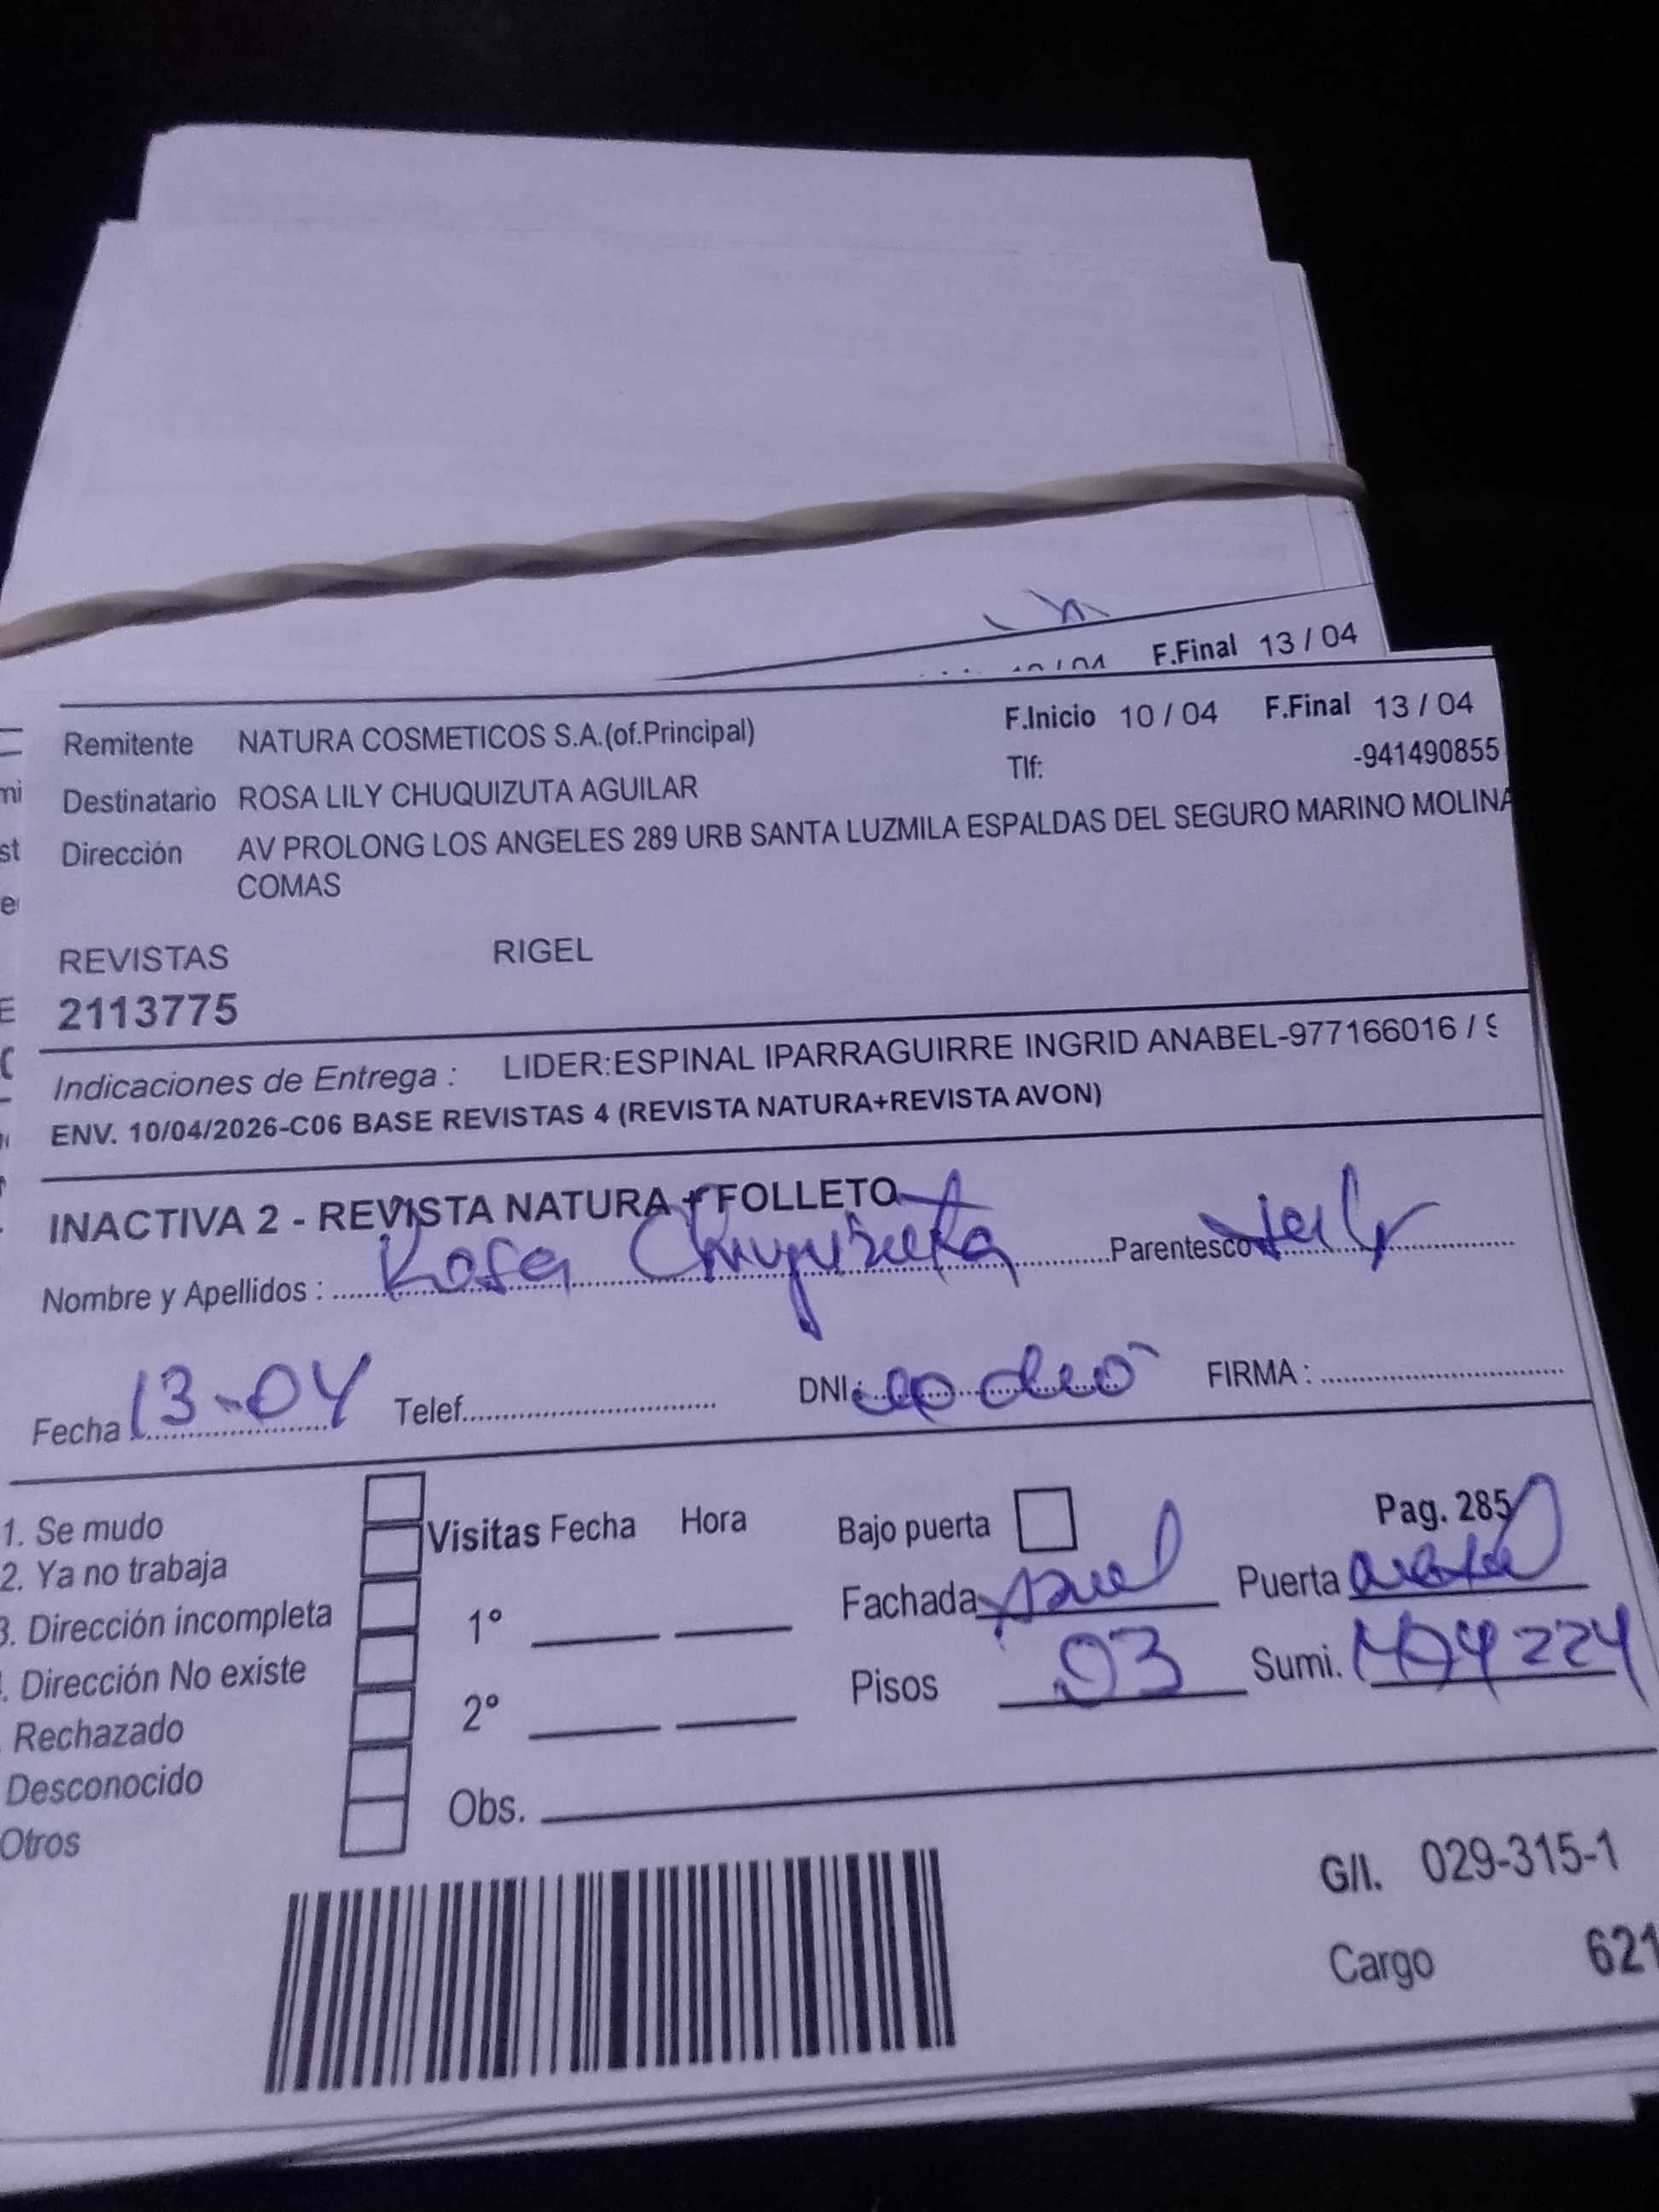 F.Final 13 / 04
Remitente NATURA COSMETICOS S.A.(of.Principal) F.Inicio 10 / 04 F.Final 13 / 04
Destinatario ROSA LILY CHUQUIZUTA AGUILAR Tlf: -941490855
Dirección AV PROLONG LOS ANGELES 289 URB SANTA LUZMILA ESPALDAS DEL SEGURO MARINO MOLINA
COMAS
REVISTAS RIGEL
2113775
Indicaciones de Entrega : LIDER:ESPINAL IPARRAGUIRRE INGRID ANABEL-977166016 /
ENV. 10/04/2026-C06 BASE REVISTAS 4 (REVISTA NATURA+REVISTA AVON)
INACTIVA 2 - REVISTA NATURA + FOLLETO
Nombre y Apellidos : Rosa Chuquizuta Parentesco
Fecha 13-04 Telef. DNI: FIRMA :
1. Se mudo
2. Ya no trabaja
3. Dirección incompleta
. Dirección No existe
Rechazado
Desconocido
Otros
Visitas Fecha Hora
1°
2°
Obs.
Bajo puerta Pag. 285
Fachada Puerta
Pisos 03 Sumi.
G/I. 029-315-1
Cargo 621